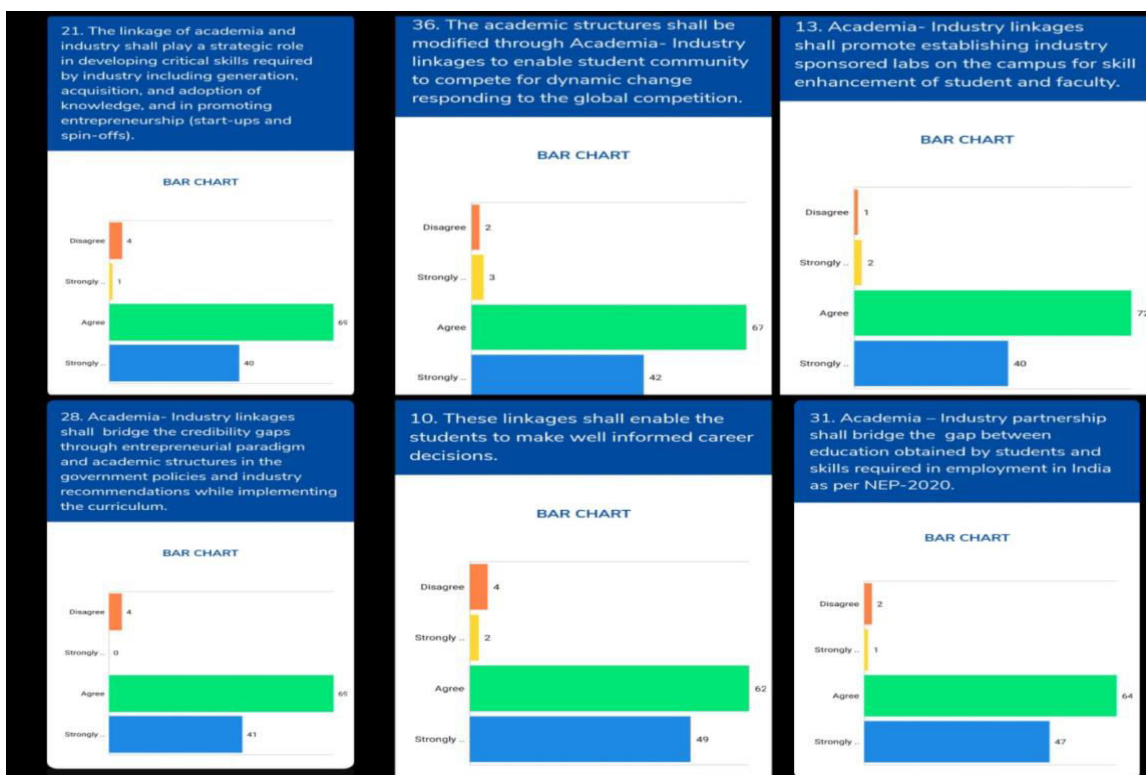 21. The linkage of academia and
industry shall play a strategic role
in developing critical skills required
by industry including generation,
acquisition, and adoption of
knowledge, and in promoting
entrepreneurship (start-ups and
spin-offs).
BAR CHART
Disagree 4
Strongly .. 1
Agree 69
Strongly .. 40
36. The academic structures shall be
modified through Academia- Industry
linkages to enable student community
to compete for dynamic change
responding to the global competition.
BAR CHART
Disagree 2
Strongly .. 3
Agree 67
Strongly .. 42
13. Academia- Industry linkages
shall promote establishing industry
sponsored labs on the campus for skill
enhancement of student and faculty.
BAR CHART
Disagree 1
Strongly .. 2
Agree 72
Strongly .. 40
28. Academia- Industry linkages
shall bridge the credibility gaps
through entrepreneurial paradigm
and academic structures in the
government policies and industry
recommendations while implementing
the curriculum.
BAR CHART
Disagree 4
Strongly .. 0
Agree 69
Strongly .. 41
10. These linkages shall enable the
students to make well informed career
decisions.
BAR CHART
Disagree 4
Strongly .. 2
Agree 62
Strongly .. 49
31. Academia – Industry partnership
shall bridge the gap between
education obtained by students and
skills required in employment in India
as per NEP-2020.
BAR CHART
Disagree 2
Strongly .. 1
Agree 64
Strongly .. 47